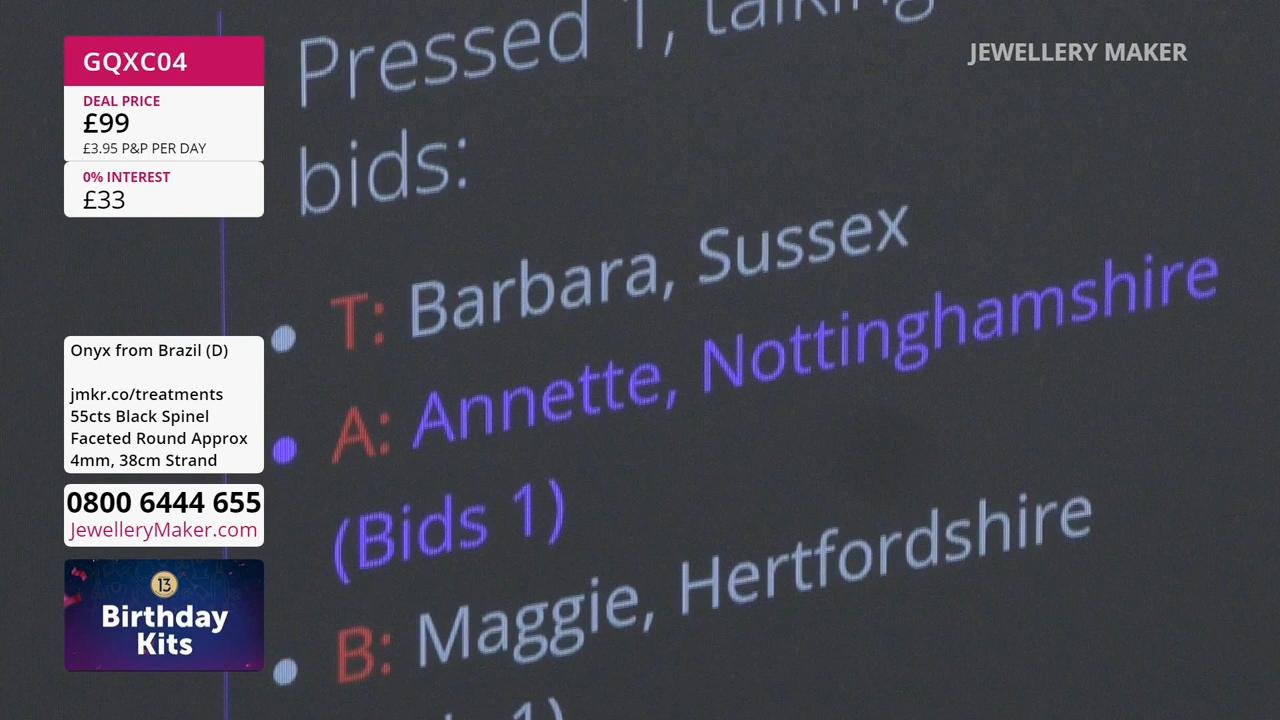 GQXC04
DEAL PRICE
£99
£3.95 P&P PER DAY
0% INTEREST
£33
Onyx from Brazil (D)
jmkr.co/treatments
55cts Black Spinel
Faceted Round Approx
4mm, 38cm Strand
0800 6444 655
JewelleryMaker.com
13
Birthday
Kits
JEWELLERY MAKER
Pressed 1, talking
bids:
• T: Barbara, Sussex
• A: Annette, Nottinghamshire
(Bids 1)
• B: Maggie, Hertfordshire
1)